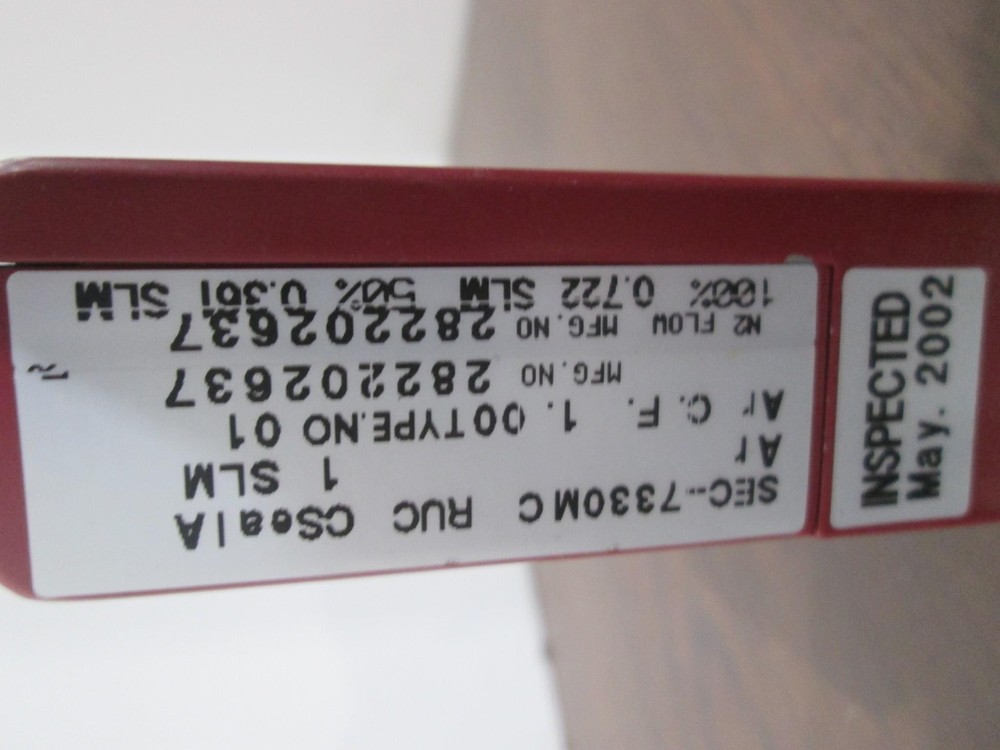 SEC-7330MC RUC CSealA
Ar 1 SLM
Ar C.F. 1.00TYPE.NO 01
MFG.NO 282202637
N2 FLOW MFG.NO 282202637
100% 0.722 SLM 50% 0.361 SLM
INSPECTED
May. 2002